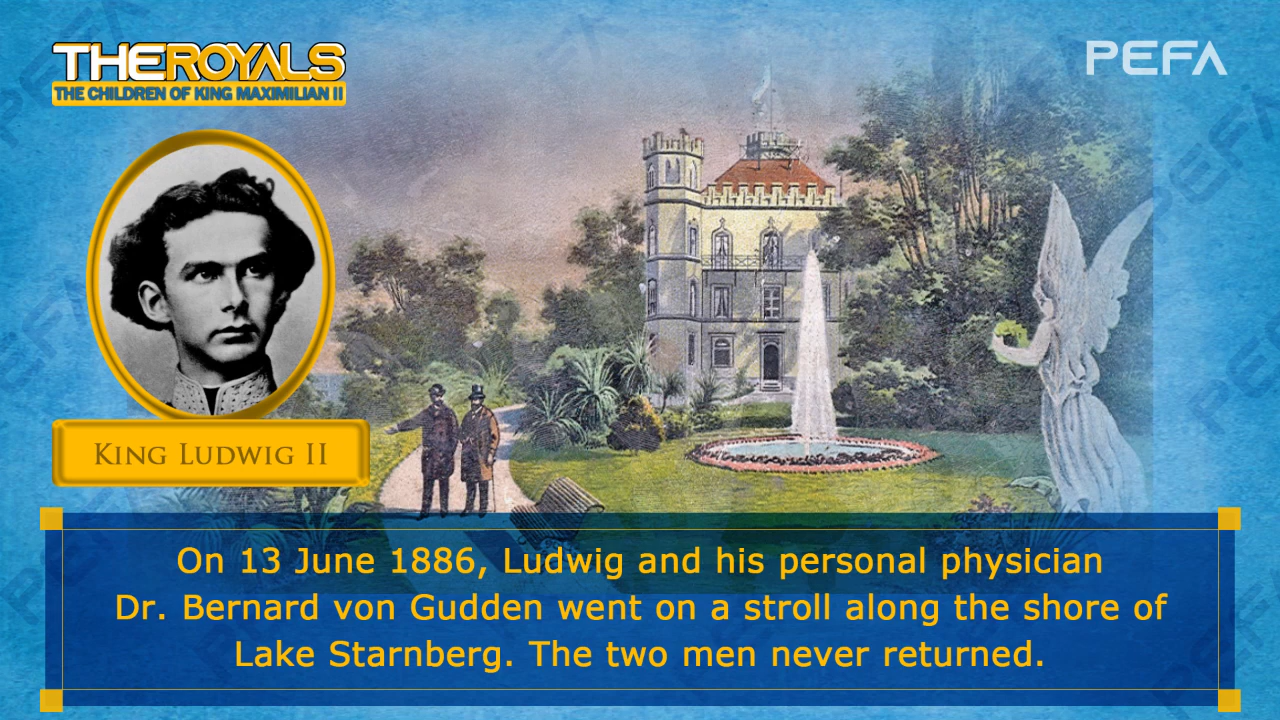 THEROYALS
THE CHILDREN OF KING MAXIMILIAN II
PEFA
KING LUDWIG II
On 13 June 1886, Ludwig and his personal physician
Dr. Bernard von Gudden went on a stroll along the shore of
Lake Starnberg. The two men never returned.